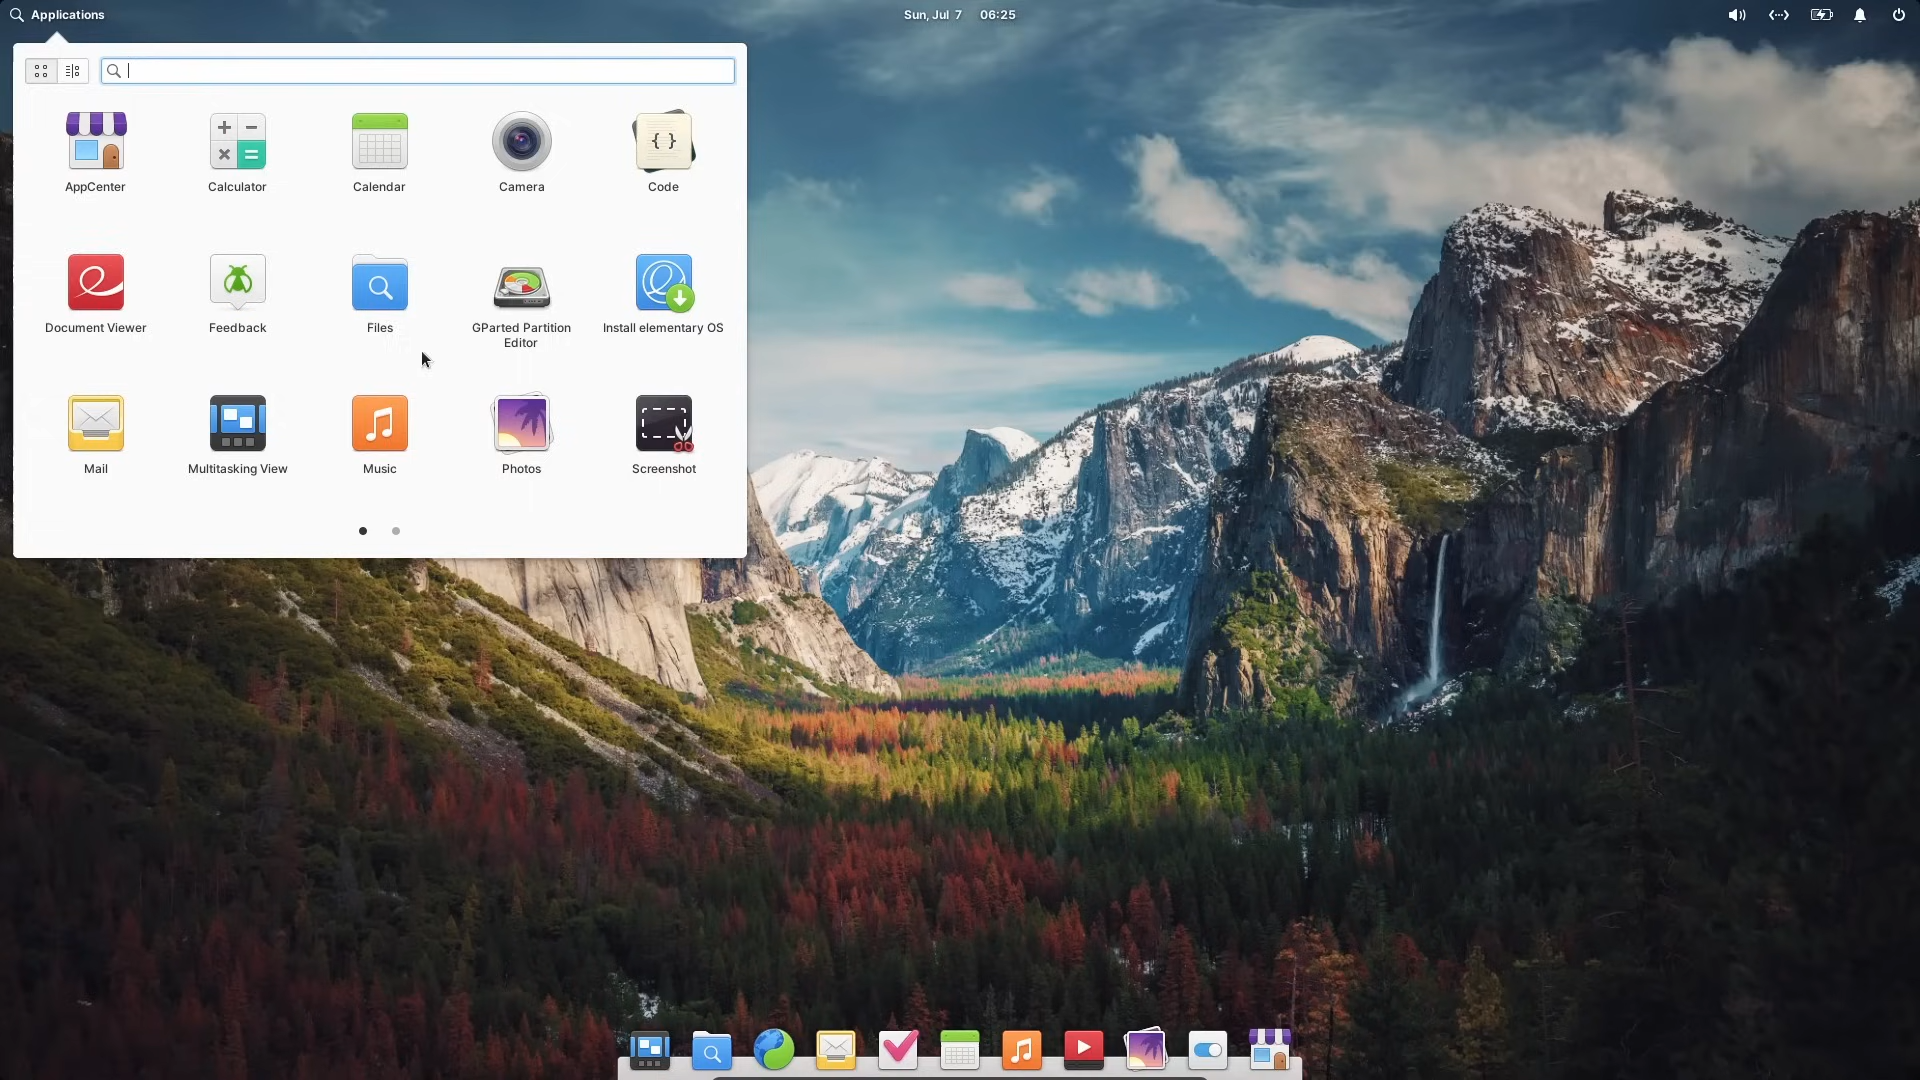 Applications
Sun, Jul 7 06:25
AppCenter
Calculator
Calendar
Camera
Code
Document Viewer
Feedback
Files
GParted Partition
Editor
Install elementary OS
Mail
Multitasking View
Music
Photos
Screenshot